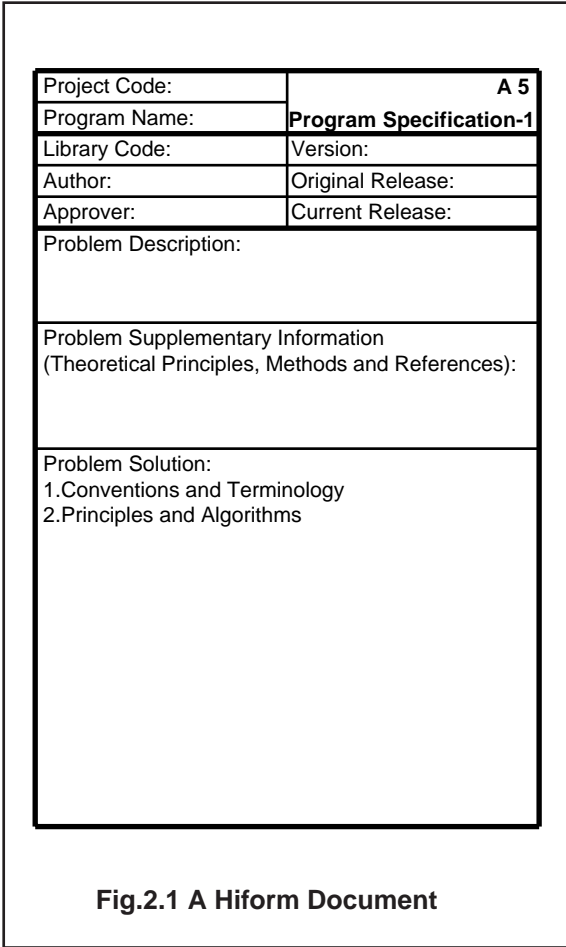 Project Code:
A 5
Program Name:
Program Specification-1
Library Code:
Version:
Author:
Original Release:
Approver:
Current Release:
Problem Description:
Problem Supplementary Information
(Theoretical Principles, Methods and References):
Problem Solution:
1.Conventions and Terminology
2.Principles and Algorithms
Fig.2.1 A Hiform Document